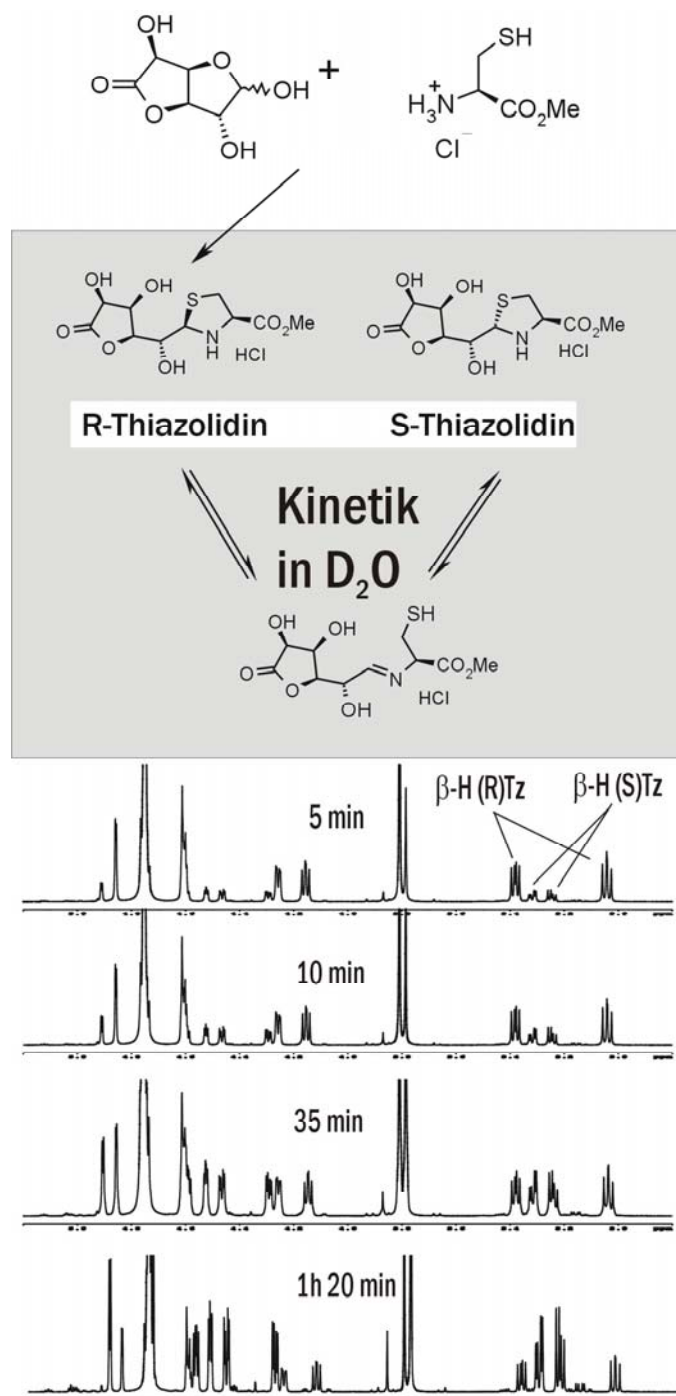 OH
O
O
O
OH
OH
+
SH
H3N+
CO2Me
Cl−
OH
OH
O
O
OH
S
N
H
CO2Me
HCl
OH
OH
O
O
OH
S
N
H
CO2Me
HCl
R-Thiazolidin
S-Thiazolidin
Kinetik
in D2O
OH
OH
O
O
OH
N
SH
CO2Me
HCl
5 min
β-H (R)Tz
β-H (S)Tz
10 min
35 min
1h 20 min